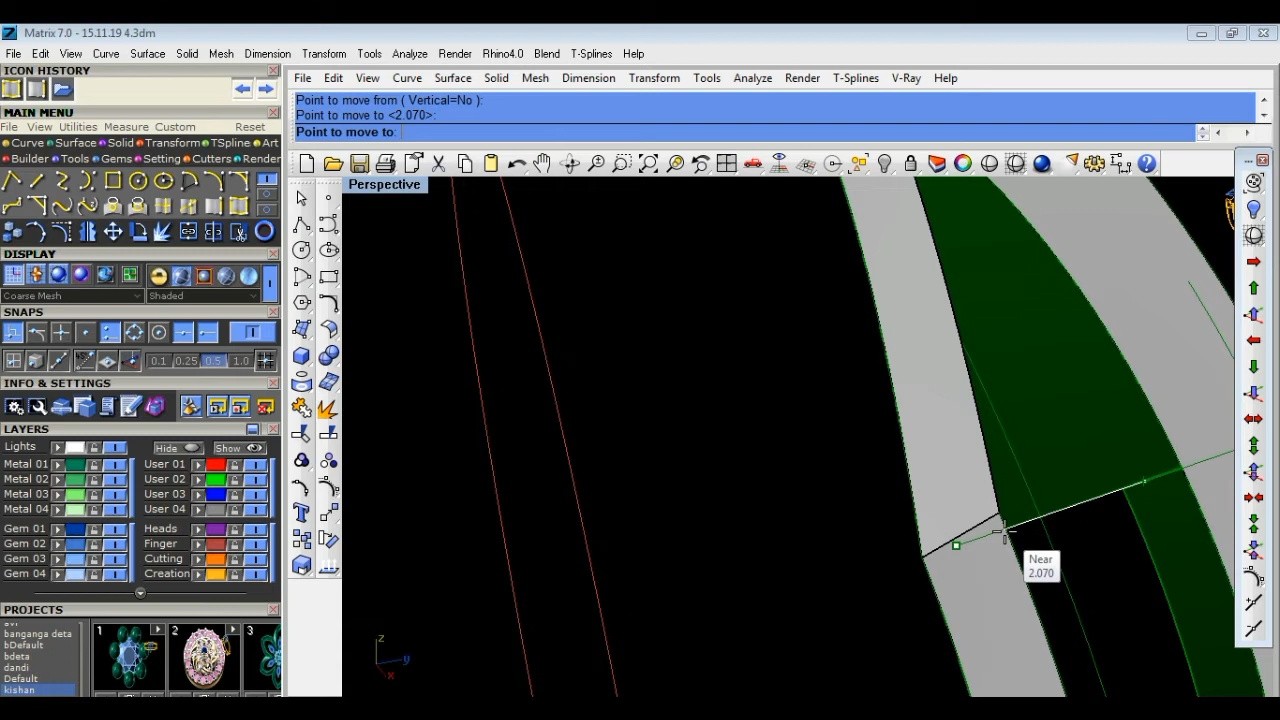 Matrix 7.0 - 15.11.19 4.3dm
File Edit View Curve Surface Solid Mesh Dimension Transform Tools Analyze Render Rhino4.0 Blend T-Splines Help
ICON HISTORY
File Edit View Curve Surface Solid Mesh Dimension Transform Tools Analyze Render T-Splines V-Ray Help
Point to move from ( Vertical=No ):
Point to move to <2.070>:
Point to move to:
MAIN MENU
File View Utilities Measure Custom Reset
Curve Surface Solid Transform TSpline Art
Builder Tools Gems Setting Cutters Render
Perspective
DISPLAY
Coarse Mesh Shaded
SNAPS
0.1 0.25 0.5 1.0
INFO & SETTINGS
LAYERS
Lights Hide Show
Metal 01 User 01
Metal 02 User 02
Metal 03 User 03
Metal 04 User 04
Gem 01 Heads
Gem 02 Finger
Gem 03 Cutting
Gem 04 Creation
Near
2.070
PROJECTS
banganga deta
bDefault
bdeta
dandi
Default
kishan
1 2 3
z
y
x